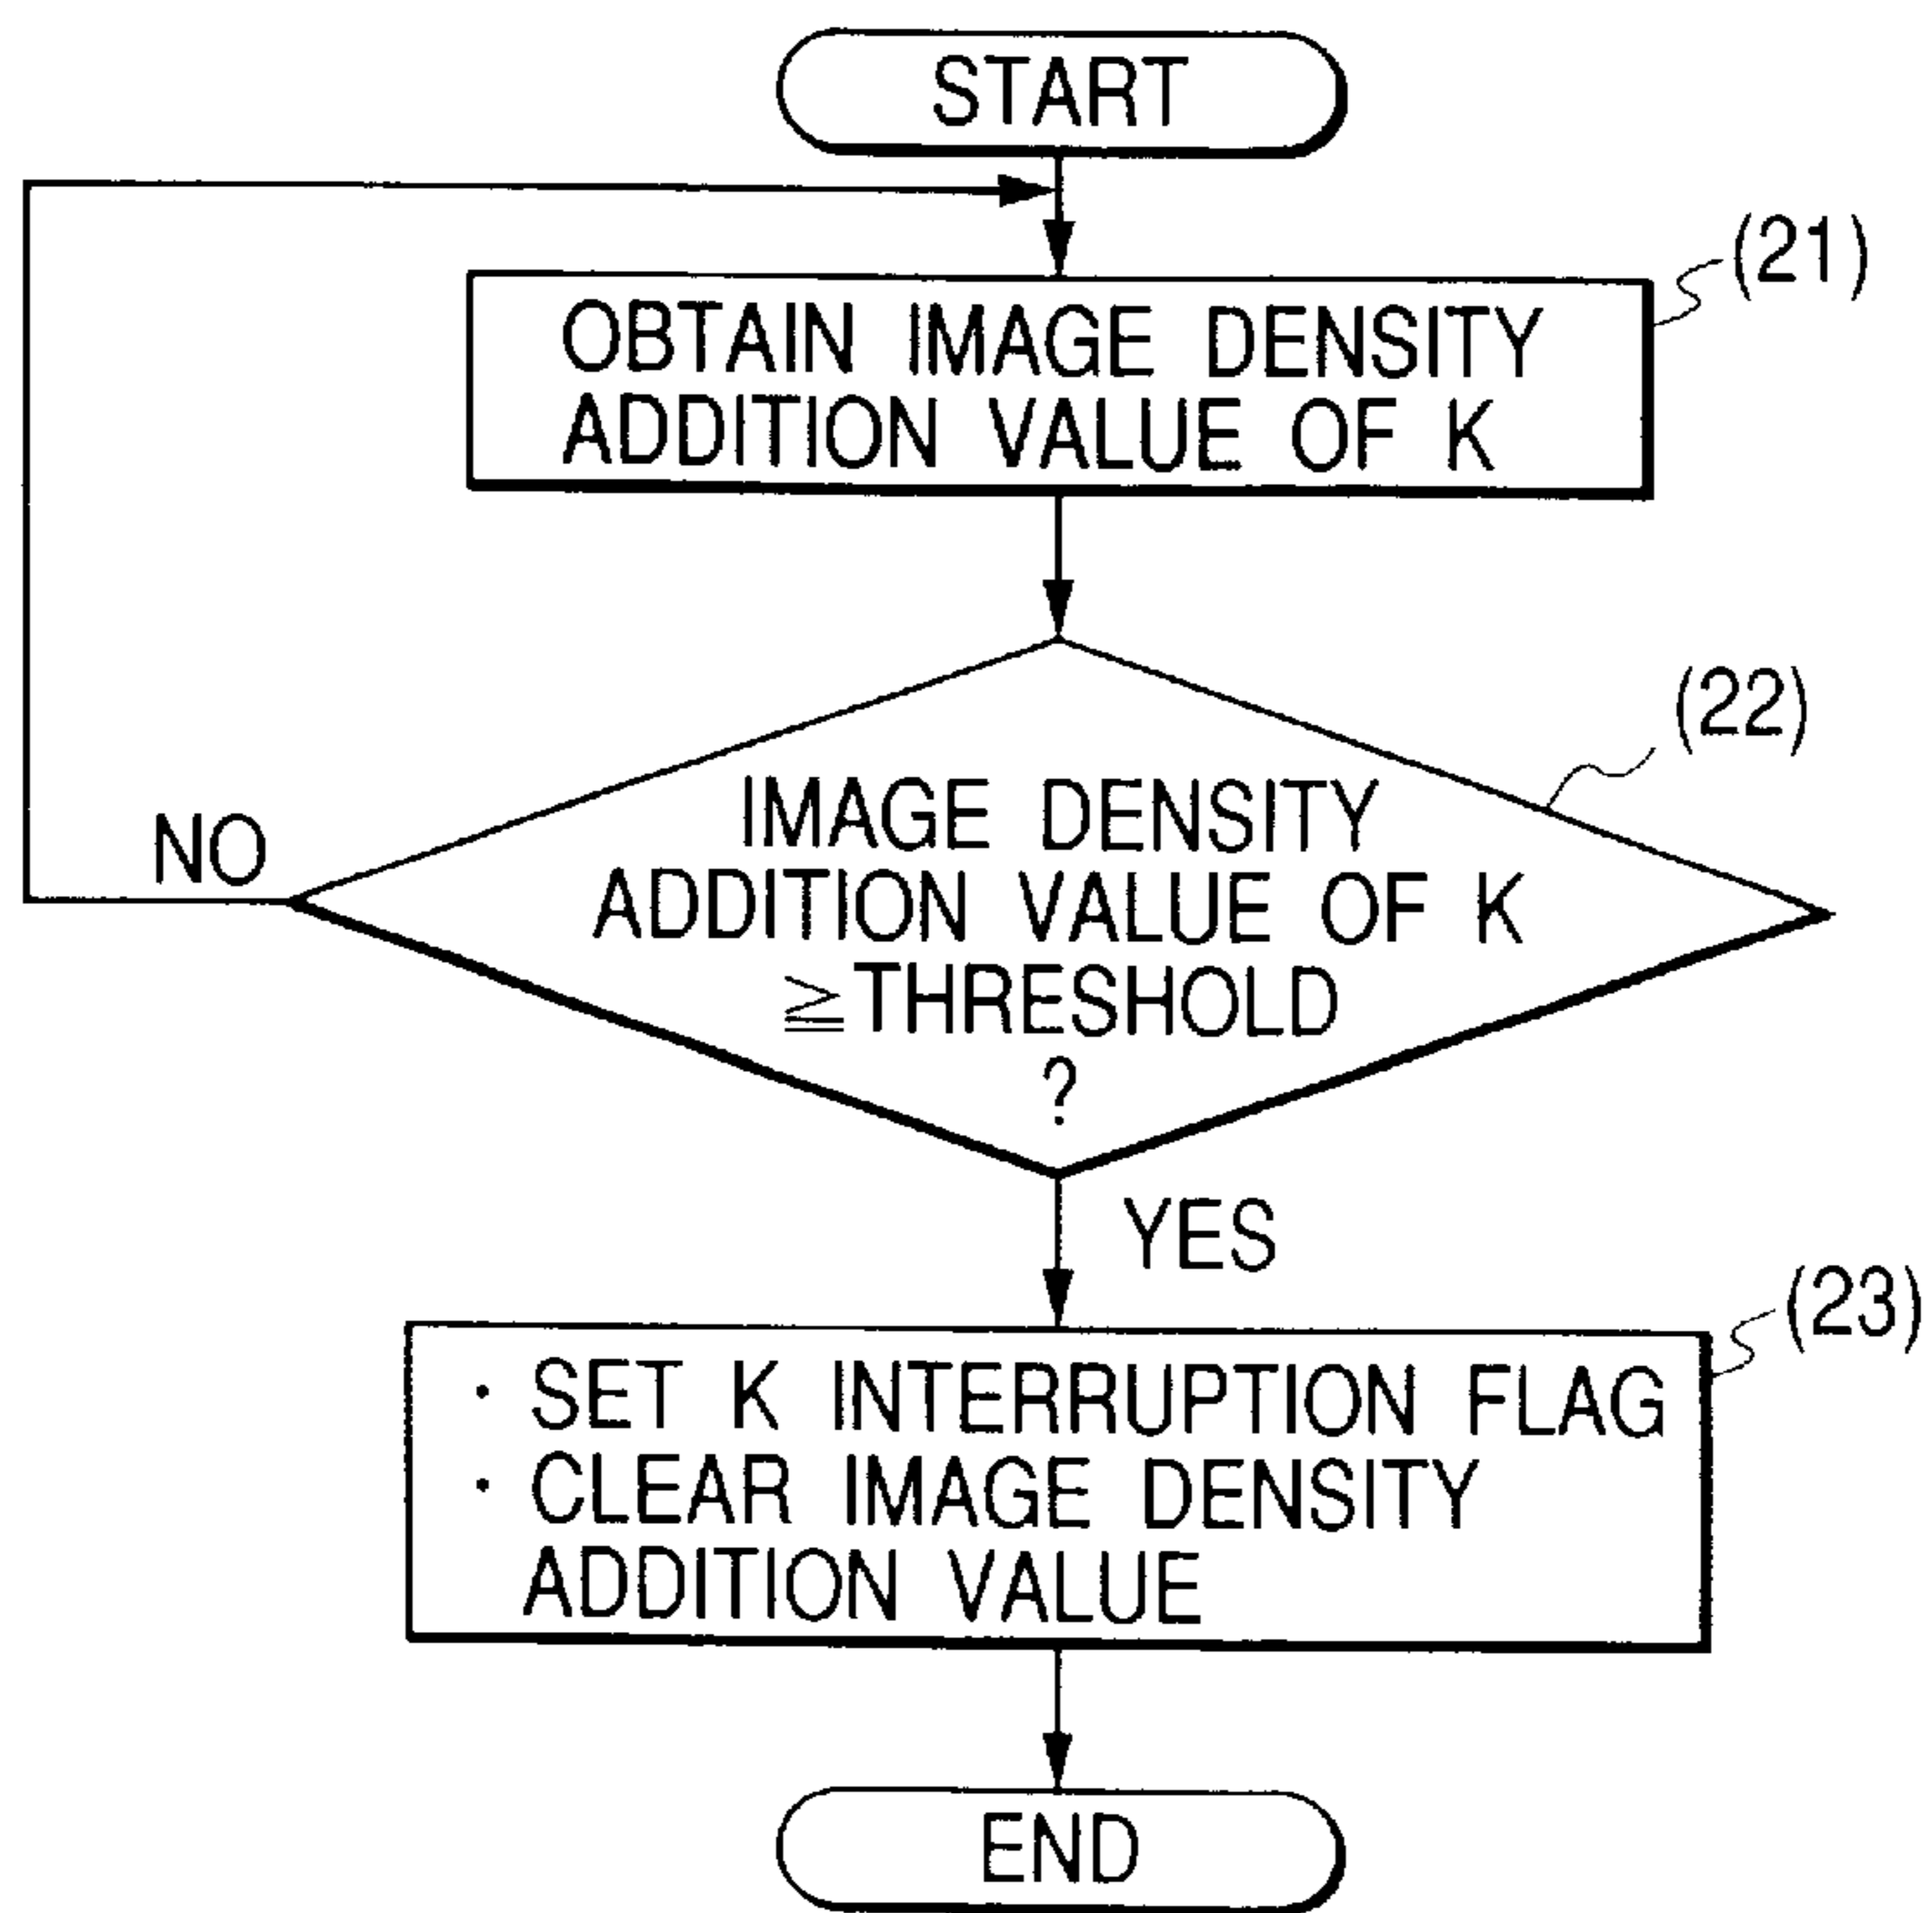 START
(21)
OBTAIN IMAGE DENSITY
ADDITION VALUE OF K
(22)
IMAGE DENSITY
ADDITION VALUE OF K
≧THRESHOLD
?
NO
YES
(23)
· SET K INTERRUPTION FLAG
· CLEAR IMAGE DENSITY
ADDITION VALUE
END